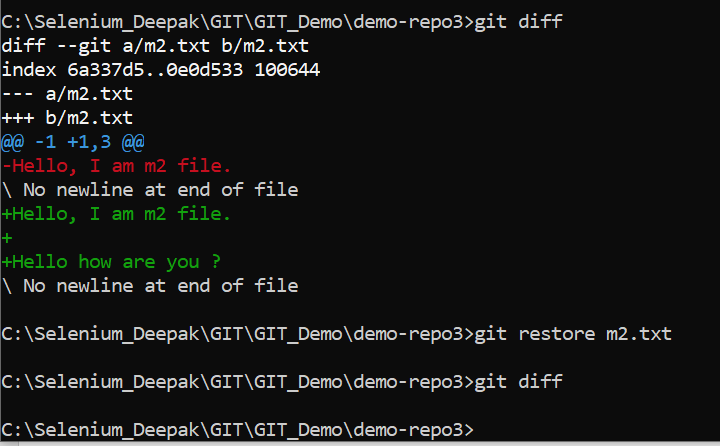 C:\Selenium_Deepak\GIT\GIT_Demo\demo-repo3>git diff
diff --git a/m2.txt b/m2.txt
index 6a337d5..0e0d533 100644
--- a/m2.txt
+++ b/m2.txt
@@ -1 +1,3 @@
-Hello, I am m2 file.
\ No newline at end of file
+Hello, I am m2 file.
+
+Hello how are you ?
\ No newline at end of file
C:\Selenium_Deepak\GIT\GIT_Demo\demo-repo3>git restore m2.txt
C:\Selenium_Deepak\GIT\GIT_Demo\demo-repo3>git diff
C:\Selenium_Deepak\GIT\GIT_Demo\demo-repo3>